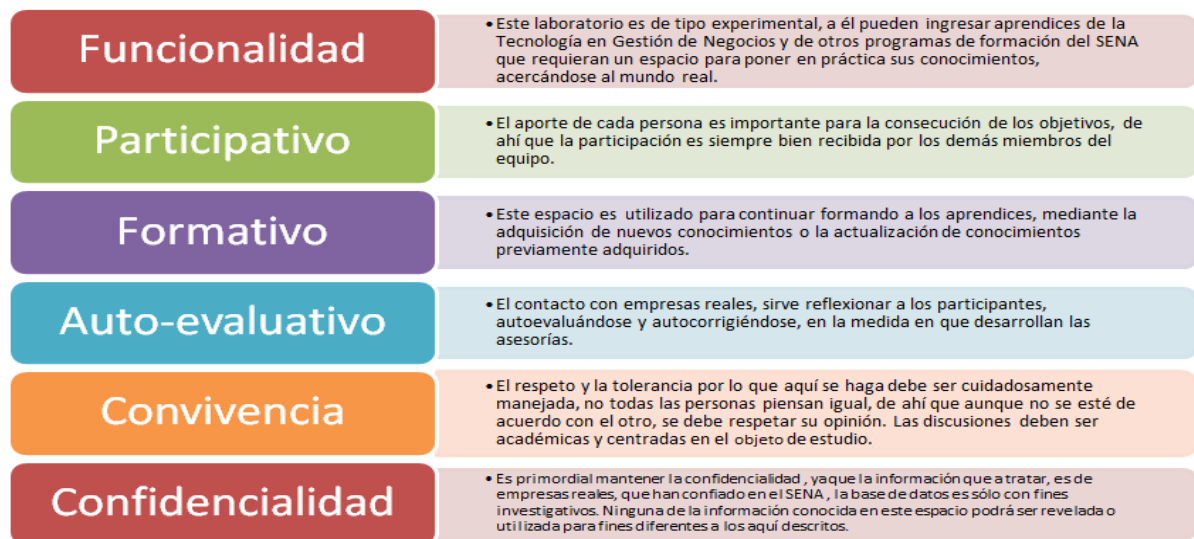 Funcionalidad
• Este laboratorio es de tipo experimental, a él pueden ingresar aprendices de la
Tecnología en Gestión de Negocios y de otros programas de formación del SENA
que requieran un espacio para poner en práctica sus conocimientos,
acercándose al mundo real.
Participativo
• El aporte de cada persona es importante para la consecución de los objetivos, de
ahí que la participación es siempre bien recibida por los demás miembros del
equipo.
Formativo
• Este espacio es utilizado para continuar formando a los aprendices, mediante la
adquisición de nuevos conocimientos o la actualización de conocimientos
previamente adquiridos.
Auto-evaluativo
• El contacto con empresas reales, sirve reflexionar a los participantes,
autoevaluándose y autocorrigiéndose, en la medida en que desarrollan las
asesorías.
Convivencia
• El respeto y la tolerancia por lo que aquí se haga debe ser cuidadosamente
manejada, no todas las personas piensan igual, de ahí que aunque no se esté de
acuerdo con el otro, se debe respetar su opinión. Las discusiones deben ser
académicas y centradas en el objeto de estudio.
Confidencialidad
• Es primordial mantener la confidencialidad , ya que la información que a tratar, es de
empresas reales, que han confiado en el SENA , la base de datos es sólo con fines
investigativos. Ninguna de la información conocida en este espacio podrá ser revelada o
utilizada para fines diferentes a los aquí descritos.